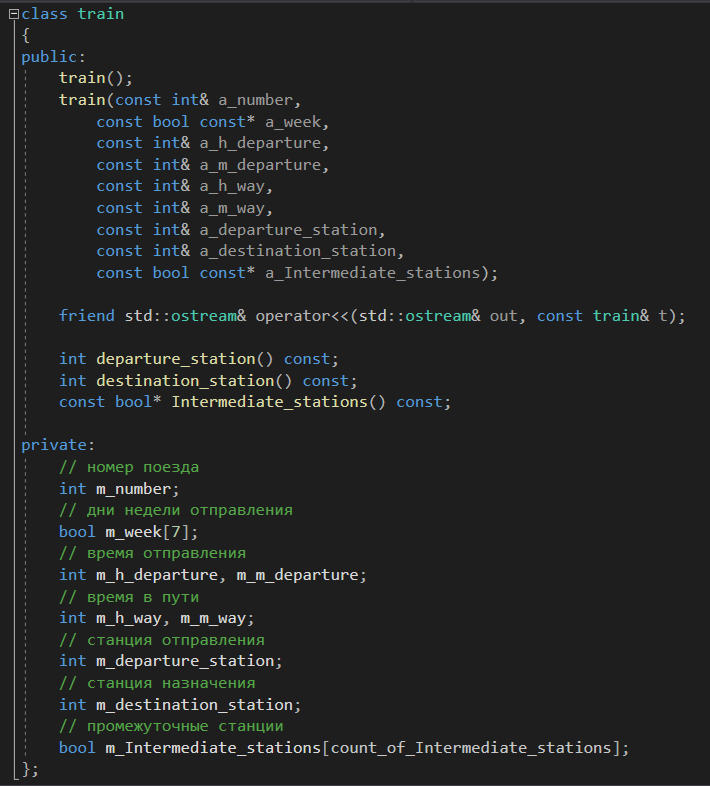 class train
{
public:
    train();
    train(const int& a_number,
        const bool const* a_week,
        const int& a_h_departure,
        const int& a_m_departure,
        const int& a_h_way,
        const int& a_m_way,
        const int& a_departure_station,
        const int& a_destination_station,
        const bool const* a_Intermediate_stations);

    friend std::ostream& operator<<(std::ostream& out, const train& t);

    int departure_station() const;
    int destination_station() const;
    const bool* Intermediate_stations() const;

private:
    // номер поезда
    int m_number;
    // дни недели отправления
    bool m_week[7];
    // время отправления
    int m_h_departure, m_m_departure;
    // время в пути
    int m_h_way, m_m_way;
    // станция отправления
    int m_departure_station;
    // станция назначения
    int m_destination_station;
    // промежуточные станции
    bool m_Intermediate_stations[count_of_Intermediate_stations];
};